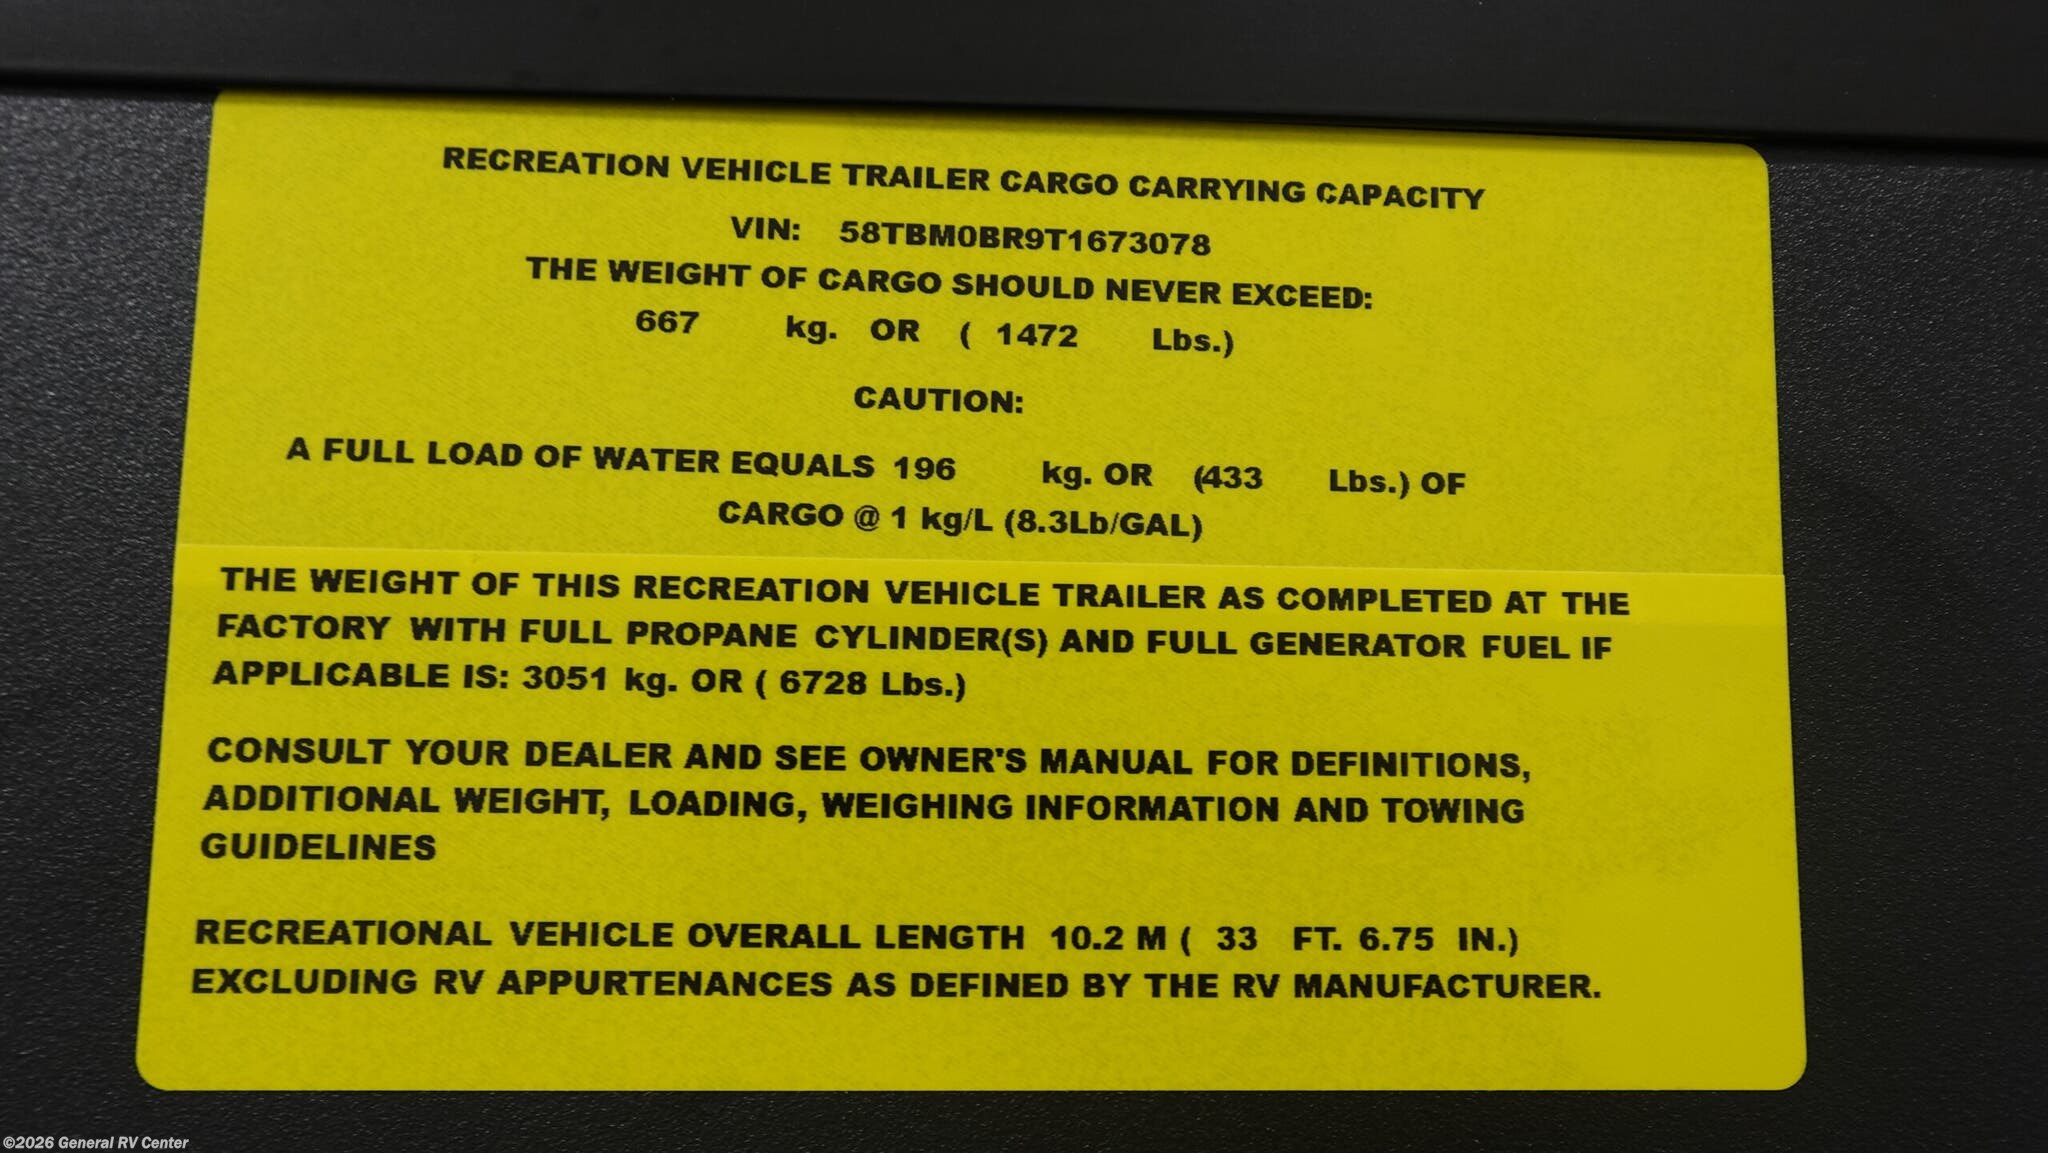 RECREATION VEHICLE TRAILER CARGO CARRYING CAPACITY
VIN: 58TBM0BR9T1673078
THE WEIGHT OF CARGO SHOULD NEVER EXCEED:
667 kg. OR ( 1472 Lbs.)
CAUTION:
A FULL LOAD OF WATER EQUALS 196 kg. OR (433 Lbs.) OF
CARGO @ 1 kg/L (8.3Lb/GAL)
THE WEIGHT OF THIS RECREATION VEHICLE TRAILER AS COMPLETED AT THE
FACTORY WITH FULL PROPANE CYLINDER(S) AND FULL GENERATOR FUEL IF
APPLICABLE IS: 3051 kg. OR ( 6728 Lbs.)
CONSULT YOUR DEALER AND SEE OWNER'S MANUAL FOR DEFINITIONS,
ADDITIONAL WEIGHT, LOADING, WEIGHING INFORMATION AND TOWING
GUIDELINES
RECREATIONAL VEHICLE OVERALL LENGTH 10.2 M ( 33 FT. 6.75 IN.)
EXCLUDING RV APPURTENANCES AS DEFINED BY THE RV MANUFACTURER.
©2026 General RV Center